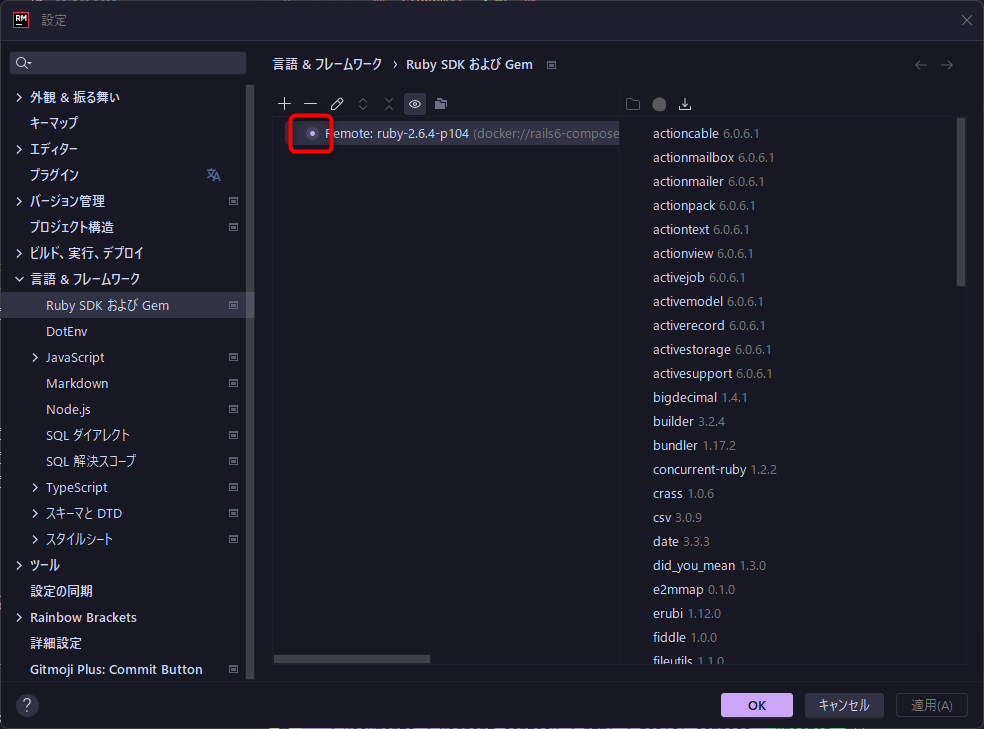 RM
設定
言語 & フレームワーク › Ruby SDK および Gem
外観 & 振る舞い
キーマップ
エディター
プラグイン
バージョン管理
プロジェクト構造
ビルド、実行、デプロイ
言語 & フレームワーク
Ruby SDK および Gem
DotEnv
JavaScript
Markdown
Node.js
SQL ダイアレクト
SQL 解決スコープ
TypeScript
スキーマと DTD
スタイルシート
ツール
設定の同期
Rainbow Brackets
詳細設定
Gitmoji Plus: Commit Button
Remote: ruby-2.6.4-p104 (docker://rails6-compose
actioncable 6.0.6.1
actionmailbox 6.0.6.1
actionmailer 6.0.6.1
actionpack 6.0.6.1
actiontext 6.0.6.1
actionview 6.0.6.1
activejob 6.0.6.1
activemodel 6.0.6.1
activerecord 6.0.6.1
activestorage 6.0.6.1
activesupport 6.0.6.1
bigdecimal 1.4.1
builder 3.2.4
bundler 1.17.2
concurrent-ruby 1.2.2
crass 1.0.6
csv 3.0.9
date 3.3.3
did_you_mean 1.3.0
e2mmap 0.1.0
erubi 1.12.0
fiddle 1.0.0
fileutils 1.1.0
?
OK
キャンセル
適用(A)